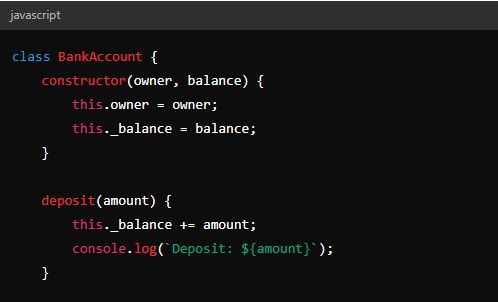 javascript
class BankAccount {
    constructor(owner, balance) {
        this.owner = owner;
        this._balance = balance;
    }

    deposit(amount) {
        this._balance += amount;
        console.log(`Deposit: ${amount}`);
    }